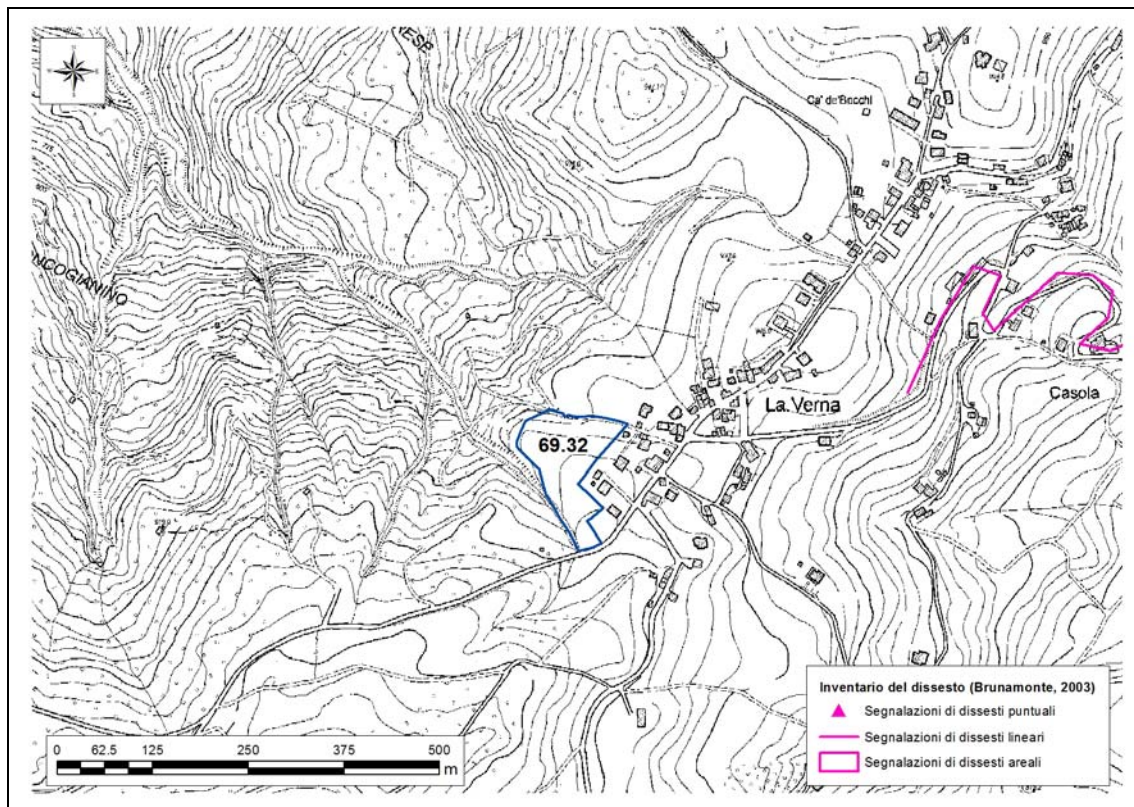 Ca' de' Bocchi
La Verna
Casola
69.32
Inventario del dissesto (Brunamonte, 2003)
Segnalazioni di dissesti puntuali
Segnalazioni di dissesti lineari
Segnalazioni di dissesti areali
0 62.5 125 250 375 500
m